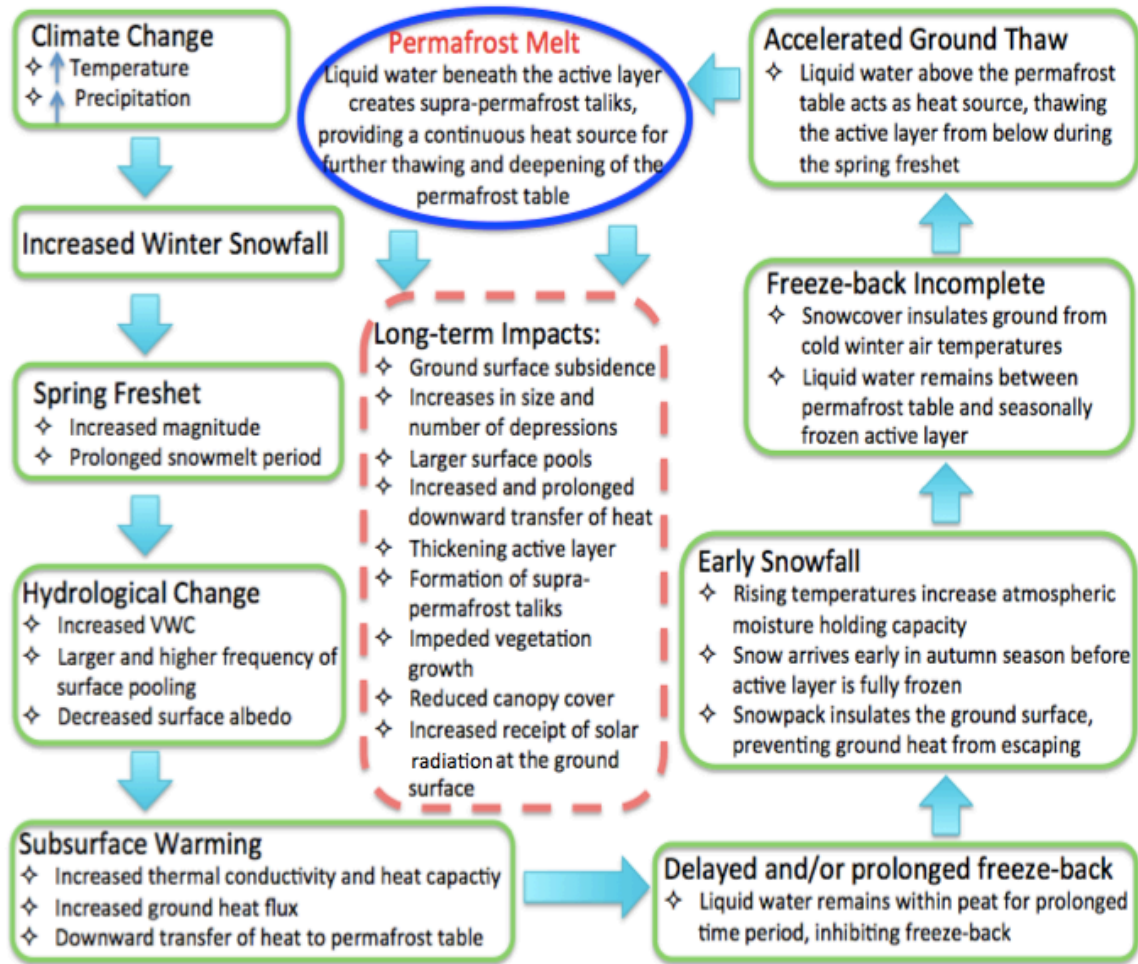 Climate Change
✧ Temperature
✧ Precipitation
Increased Winter Snowfall
Spring Freshet
✧ Increased magnitude
✧ Prolonged snowmelt period
Hydrological Change
✧ Increased VWC
✧ Larger and higher frequency of
surface pooling
✧ Decreased surface albedo
Subsurface Warming
✧ Increased thermal conductivity and heat capactiy
✧ Increased ground heat flux
✧ Downward transfer of heat to permafrost table
Delayed and/or prolonged freeze-back
✧ Liquid water remains within peat for prolonged
time period, inhibiting freeze-back
Early Snowfall
✧ Rising temperatures increase atmospheric
moisture holding capacity
✧ Snow arrives early in autumn season before
active layer is fully frozen
✧ Snowpack insulates the ground surface,
preventing ground heat from escaping
Freeze-back Incomplete
✧ Snowcover insulates ground from
cold winter air temperatures
✧ Liquid water remains between
permafrost table and seasonally
frozen active layer
Accelerated Ground Thaw
✧ Liquid water above the permafrost
table acts as heat source, thawing
the active layer from below during
the spring freshet
Permafrost Melt
Liquid water beneath the active layer
creates supra-permafrost taliks,
providing a continuous heat source for
further thawing and deepening of the
permafrost table
Long-term Impacts:
✧ Ground surface subsidence
✧ Increases in size and
number of depressions
✧ Larger surface pools
✧ Increased and prolonged
downward transfer of heat
✧ Thickening active layer
✧ Formation of supra-
permafrost taliks
✧ Impeded vegetation
growth
✧ Reduced canopy cover
✧ Increased receipt of solar
radiation at the ground
surface